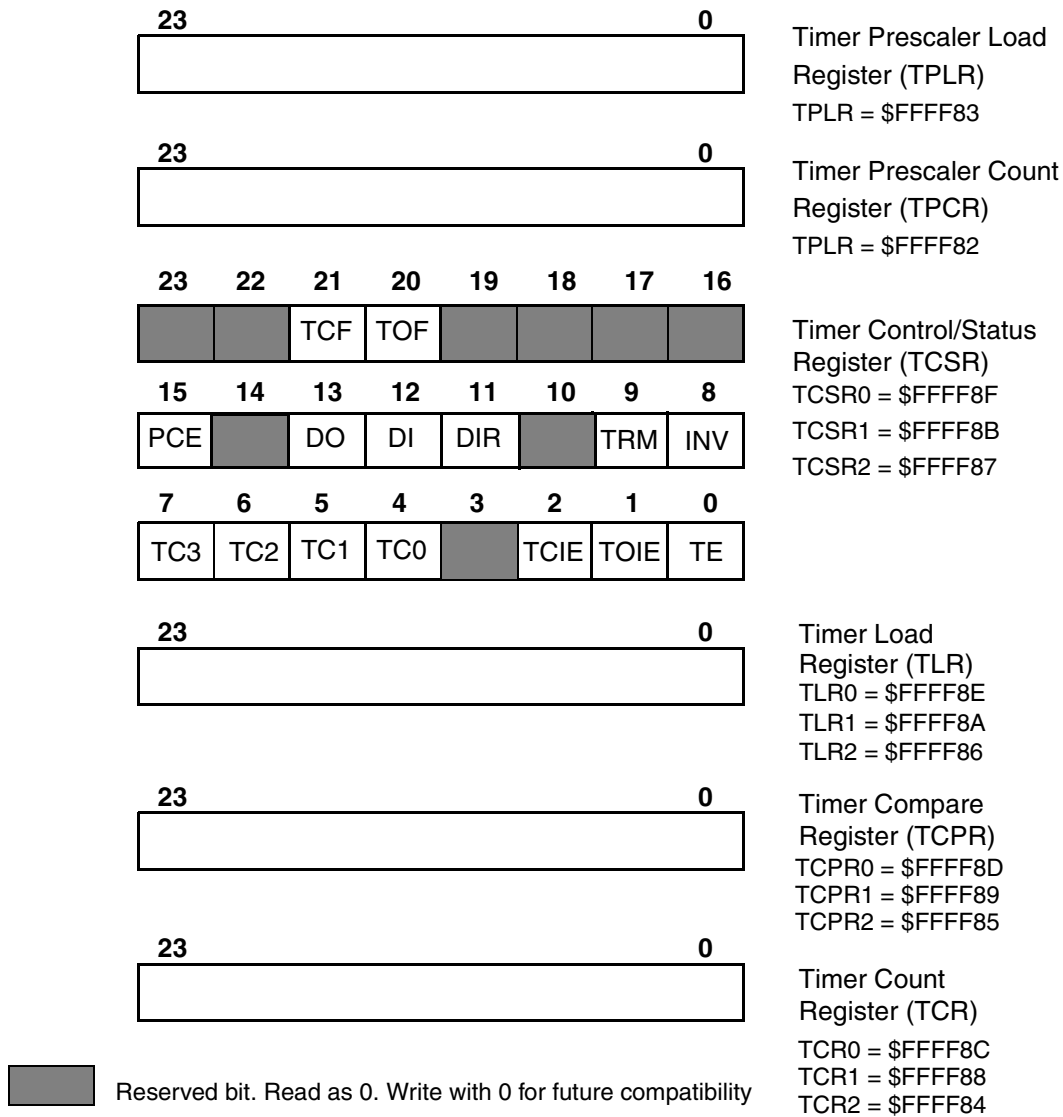 23 0
Timer Prescaler Load
Register (TPLR)
TPLR = $FFFF83
23 0
Timer Prescaler Count
Register (TPCR)
TPLR = $FFFF82
23 22 21 20 19 18 17 16
TCF TOF
Timer Control/Status
Register (TCSR)
TCSR0 = $FFFF8F
TCSR1 = $FFFF8B
TCSR2 = $FFFF87
15 14 13 12 11 10 9 8
PCE DO DI DIR TRM INV
7 6 5 4 3 2 1 0
TC3 TC2 TC1 TC0 TCIE TOIE TE
23 0
Timer Load
Register (TLR)
TLR0 = $FFFF8E
TLR1 = $FFFF8A
TLR2 = $FFFF86
23 0
Timer Compare
Register (TCPR)
TCPR0 = $FFFF8D
TCPR1 = $FFFF89
TCPR2 = $FFFF85
23 0
Timer Count
Register (TCR)
TCR0 = $FFFF8C
TCR1 = $FFFF88
TCR2 = $FFFF84
Reserved bit. Read as 0. Write with 0 for future compatibility